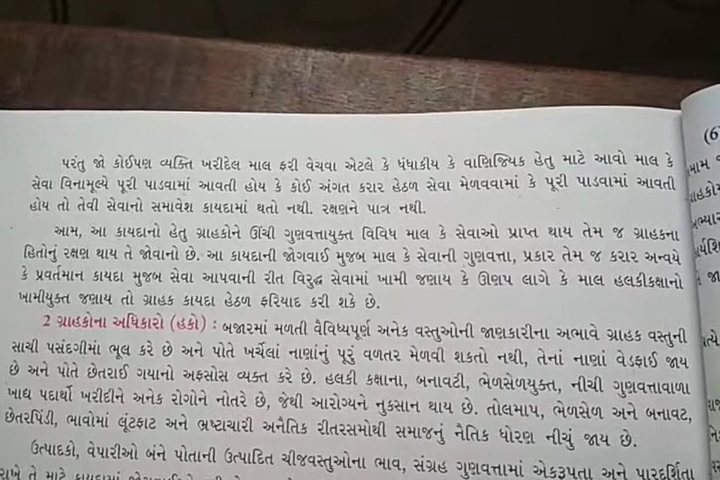 પરંતુ જો કોઈપણ વ્યક્તિ ખરીદેલ માલ ફરી વેચવા એટલે કે ધંધાકીય કે વાણિજ્યિક હેતુ માટે આવો માલ કે
સેવા વિનામૂલ્યે પૂરી પાડવામાં આવતી હોય કે કોઈ અંગત કરાર હેઠળ સેવા મેળવવામાં કે પૂરી પાડવામાં આવતી
હોય તો તેવી સેવાનો સમાવેશ કાયદામાં થતો નથી. રક્ષણને પાત્ર નથી.
આમ, આ કાયદાનો હેતુ ગ્રાહકોને ઊંચી ગુણવત્તાયુક્ત વિવિધ માલ કે સેવાઓ પ્રાપ્ત થાય તેમ જ ગ્રાહકના
હિતોનું રક્ષણ થાય તે જોવાનો છે. આ કાયદાની જોગવાઈ મુજબ માલ કે સેવાની ગુણવત્તા, પ્રકાર તેમ જ કરાર અન્વયે
કે પ્રવર્તમાન કાયદા મુજબ સેવા આપવાની રીત વિરુદ્ધ સેવામાં ખામી જણાય કે ઊણપ લાગે કે માલ હલકીકક્ષાનો
ખામીયુક્ત જણાય તો ગ્રાહક કાયદા હેઠળ ફરિયાદ કરી શકે છે.
2 ગ્રાહકોના અધિકારો (હકો) : બજારમાં મળતી વૈવિધ્યપૂર્ણ અનેક વસ્તુઓની જાણકારીના અભાવે ગ્રાહક વસ્તુની
સાચી પસંદગીમાં ભૂલ કરે છે અને પોતે ખર્ચેલાં નાણાંનું પૂરું વળતર મેળવી શકતો નથી, તેનાં નાણાં વેડફાઈ જાય
છે અને પોતે છેતરાઈ ગયાનો અફસોસ વ્યક્ત કરે છે. હલકી કક્ષાના, બનાવટી, ભેળસેળયુક્ત, નીચી ગુણવત્તાવાળા
ખાદ્ય પદાર્થો ખરીદીને અનેક રોગોને નોતરે છે, જેથી આરોગ્યને નુકસાન થાય છે. તોલમાપ, ભેળસેળ અને બનાવટ,
છેતરપિંડી, ભાવોમાં લૂંટફાટ અને ભ્રષ્ટાચારી અનૈતિક રીતરસમોથી સમાજનું નૈતિક ધોરણ નીચું જાય છે.
ઉત્પાદકો, વેપારીઓ બંને પોતાની ઉત્પાદિત ચીજવસ્તુઓના ભાવ, સંગ્રહ ગુણવત્તામાં એકરૂપતા અને પારદર્શિતા
(6